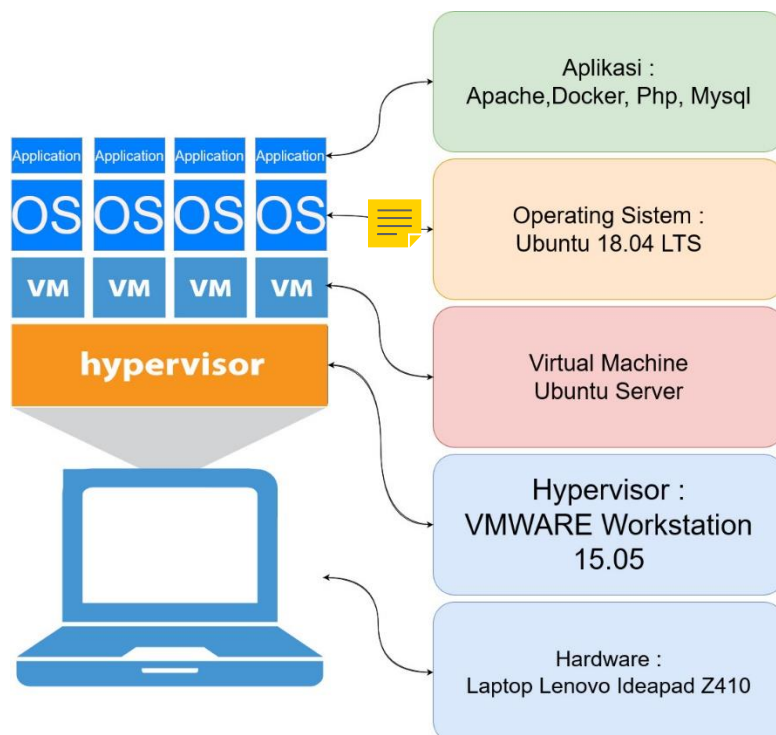 Application Application Application Application
OS OS OS OS
VM VM VM VM
hypervisor
Aplikasi :
Apache,Docker, Php, Mysql
Operating Sistem :
Ubuntu 18.04 LTS
Virtual Machine
Ubuntu Server
Hypervisor :
VMWARE Workstation
15.05
Hardware :
Laptop Lenovo Ideapad Z410